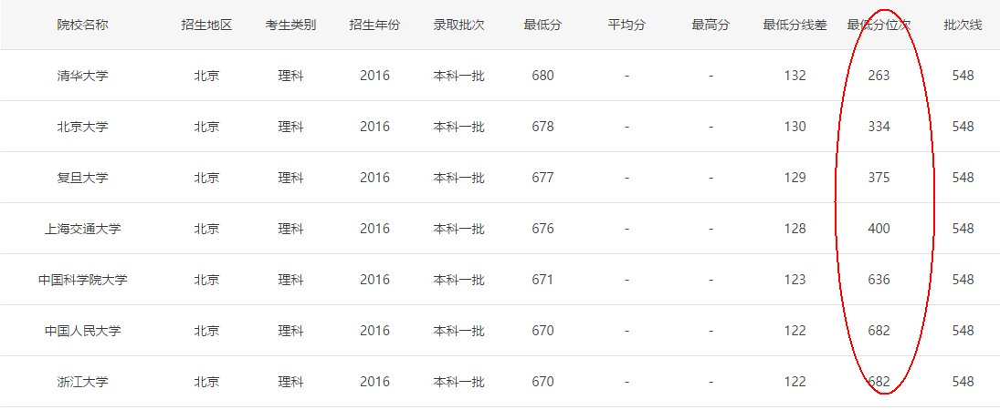 院校名称 招生地区 考生类别 招生年份 录取批次 最低分 平均分 最高分 最低分线差 最低分位次 批次线
清华大学 北京 理科 2016 本科一批 680 - - 132 263 548
北京大学 北京 理科 2016 本科一批 678 - - 130 334 548
复旦大学 北京 理科 2016 本科一批 677 - - 129 375 548
上海交通大学 北京 理科 2016 本科一批 676 - - 128 400 548
中国科学院大学 北京 理科 2016 本科一批 671 - - 123 636 548
中国人民大学 北京 理科 2016 本科一批 670 - - 122 682 548
浙江大学 北京 理科 2016 本科一批 670 - - 122 682 548